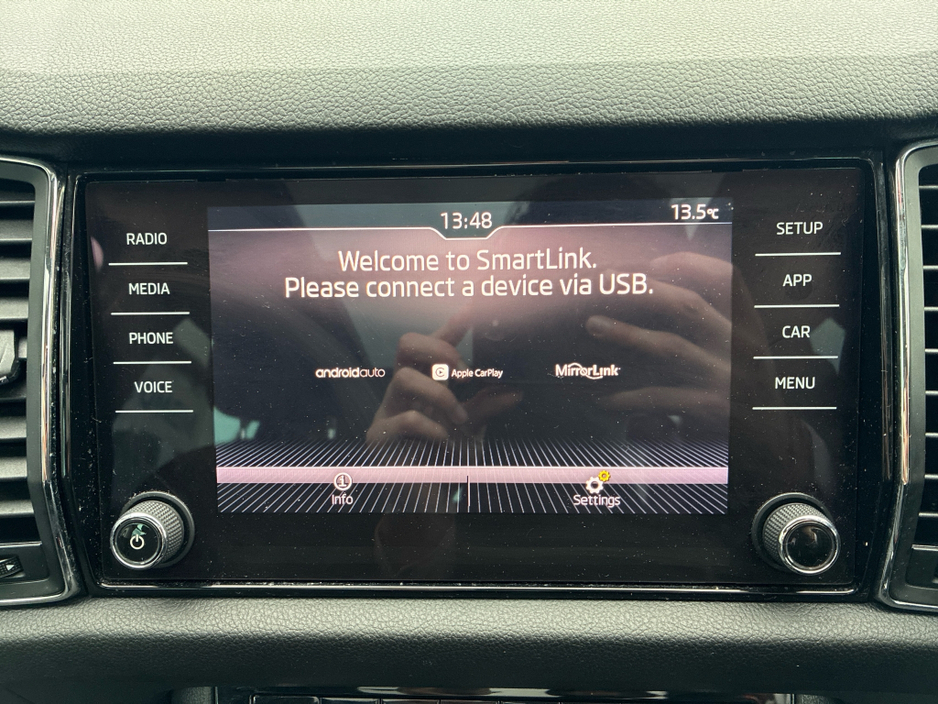 13:48
13.5°C
Welcome to SmartLink.
Please connect a device via USB.
androidauto
Apple CarPlay
MirrorLink
Info
Settings
RADIO
MEDIA
PHONE
VOICE
SETUP
APP
CAR
MENU